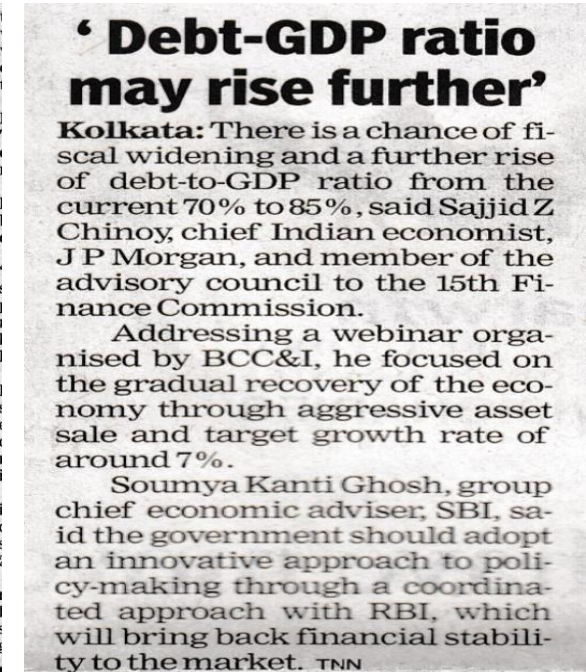 ‘ Debt-GDP ratio
may rise further’
Kolkata: There is a chance of fi-
scal widening and a further rise
of debt-to-GDP ratio from the
current 70% to 85%, said Sajjid Z
Chinoy, chief Indian economist,
J P Morgan, and member of the
advisory council to the 15th Fi-
nance Commission.
Addressing a webinar orga-
nised by BCC&I, he focused on
the gradual recovery of the eco-
nomy through aggressive asset
sale and target growth rate of
around 7%.
Soumya Kanti Ghosh, group
chief economic adviser, SBI, sa-
id the government should adopt
an innovative approach to poli-
cy-making through a coordina-
ted approach with RBI, which
will bring back financial stabili-
ty to the market. TNN